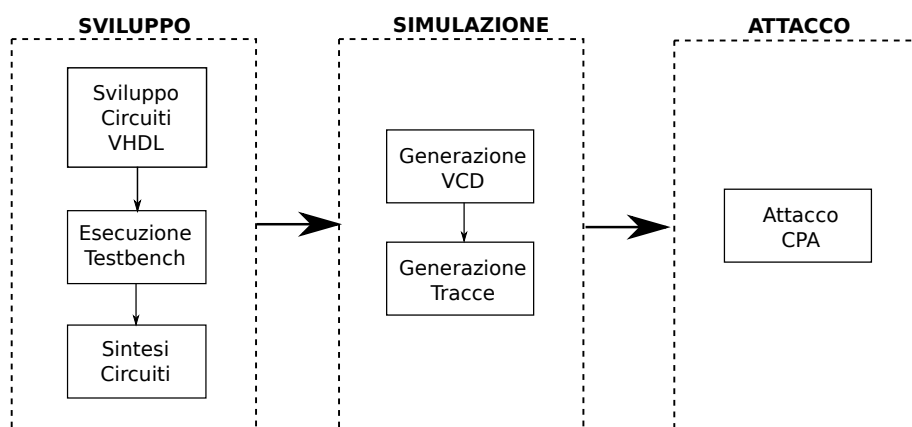 SVILUPPO
Sviluppo
Circuiti
VHDL
Esecuzione
Testbench
Sintesi
Circuiti
SIMULAZIONE
Generazione
VCD
Generazione
Tracce
ATTACCO
Attacco
CPA